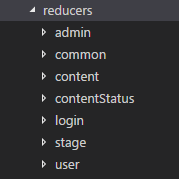 reducers
admin
common
content
contentStatus
login
stage
user